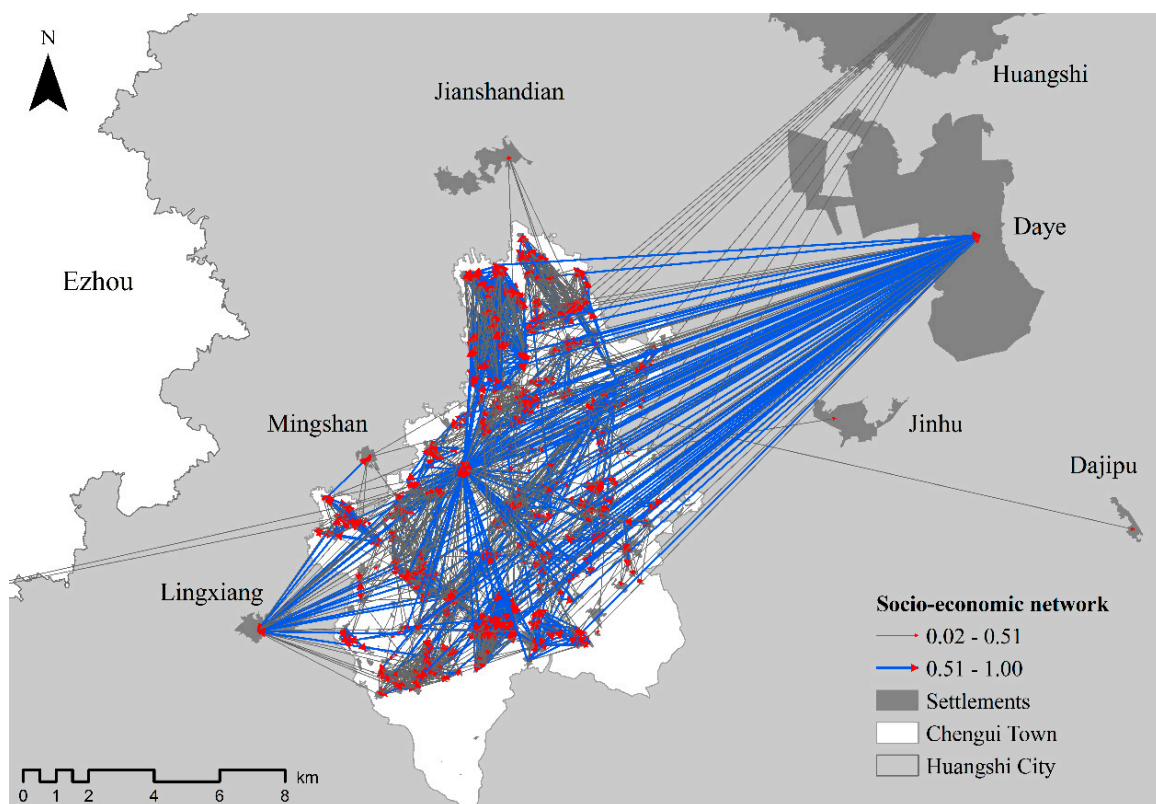 N
Jianshandian
Huangshi
Daye
Ezhou
Mingshan
Jinhu
Dajipu
Lingxiang
Socio-economic network
0.02 - 0.51
0.51 - 1.00
Settlements
Chengui Town
Huangshi City
km
0 1 2 4 6 8